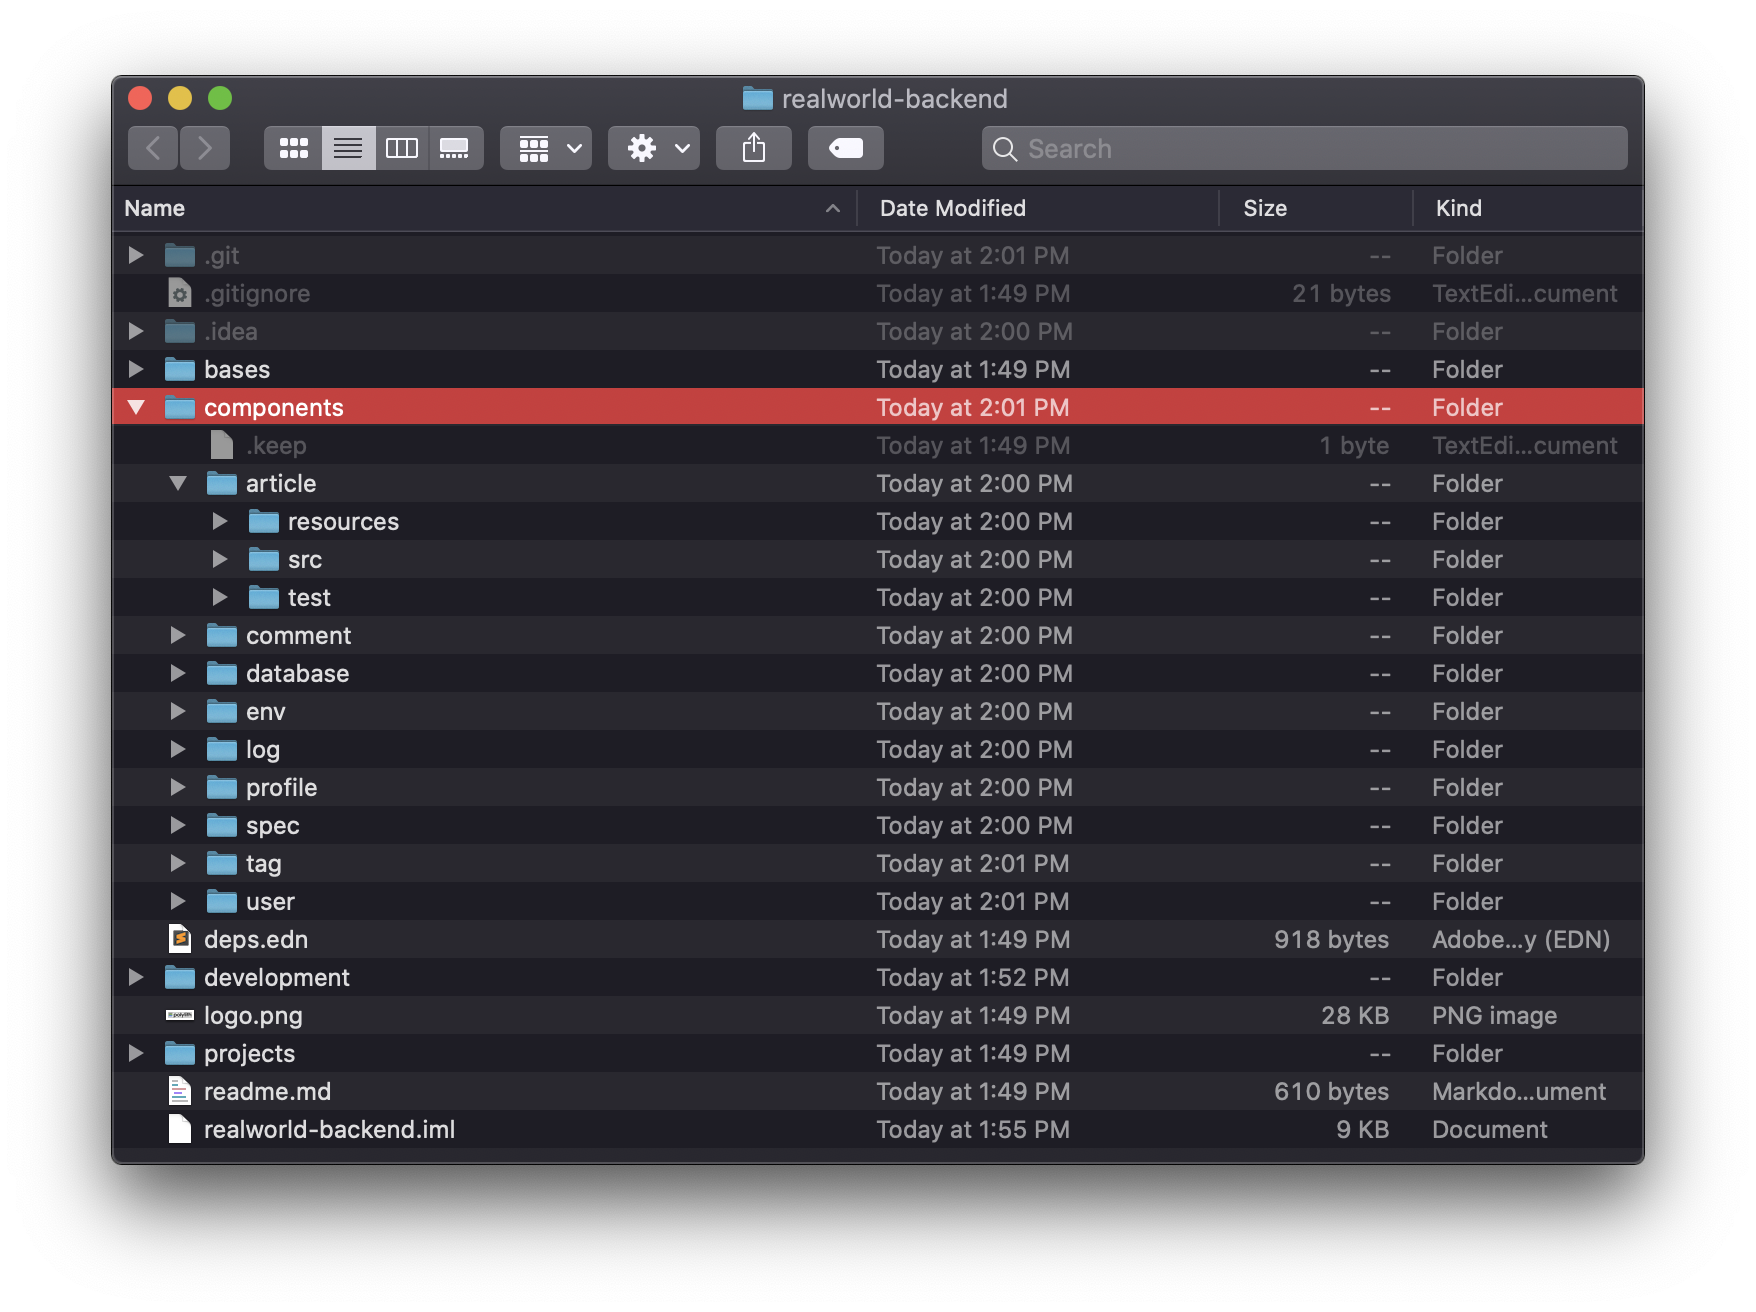 realworld-backend
Search
Name Date Modified Size Kind
.git Today at 2:01 PM -- Folder
.gitignore Today at 1:49 PM 21 bytes TextEdi...cument
.idea Today at 2:00 PM -- Folder
bases Today at 1:49 PM -- Folder
components Today at 2:01 PM -- Folder
.keep Today at 1:49 PM 1 byte TextEdi...cument
article Today at 2:00 PM -- Folder
resources Today at 2:00 PM -- Folder
src Today at 2:00 PM -- Folder
test Today at 2:00 PM -- Folder
comment Today at 2:00 PM -- Folder
database Today at 2:00 PM -- Folder
env Today at 2:00 PM -- Folder
log Today at 2:00 PM -- Folder
profile Today at 2:00 PM -- Folder
spec Today at 2:00 PM -- Folder
tag Today at 2:01 PM -- Folder
user Today at 2:01 PM -- Folder
deps.edn Today at 1:49 PM 918 bytes Adobe...y (EDN)
development Today at 1:52 PM -- Folder
logo.png Today at 1:49 PM 28 KB PNG image
projects Today at 1:49 PM -- Folder
readme.md Today at 1:49 PM 610 bytes Markdo...ument
realworld-backend.iml Today at 1:55 PM 9 KB Document